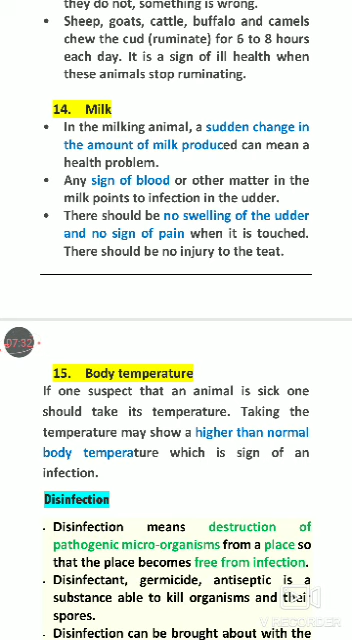 they do not, something is wrong.
• Sheep, goats, cattle, buffalo and camels
chew the cud (ruminate) for 6 to 8 hours
each day. It is a sign of ill health when
these animals stop ruminating.
14. Milk
• In the milking animal, a sudden change in
the amount of milk produced can mean a
health problem.
• Any sign of blood or other matter in the
milk points to infection in the udder.
• There should be no swelling of the udder
and no sign of pain when it is touched.
There should be no injury to the teat.
07:32
15. Body temperature
If one suspect that an animal is sick one
should take its temperature. Taking the
temperature may show a higher than normal
body temperature which is sign of an
infection.
Disinfection
• Disinfection means destruction of
pathogenic micro-organisms from a place so
that the place becomes free from infection.
• Disinfectant, germicide, antiseptic is a
substance able to kill organisms and their
spores.
V RECORDER
• Disinfection can be brought about with the